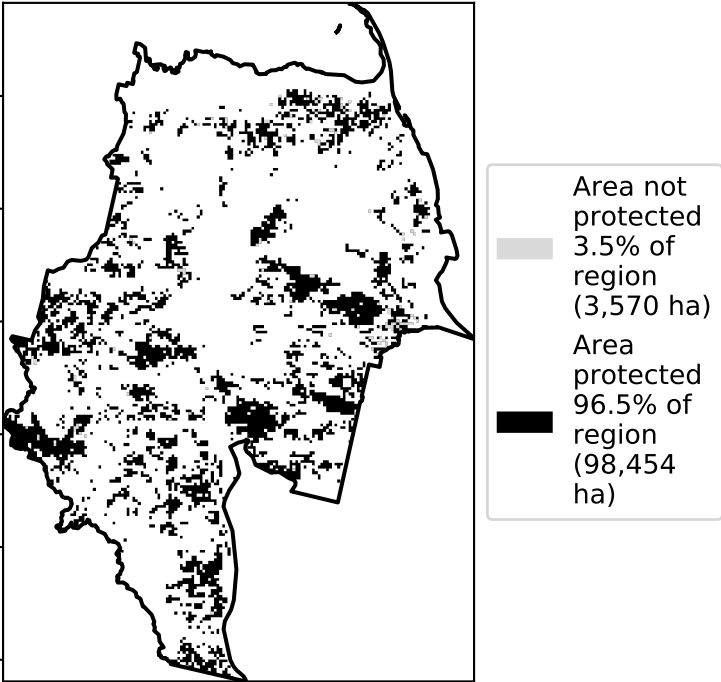 Area not
protected
3.5% of
region
(3,570 ha)
Area
protected
96.5% of
region
(98,454
ha)